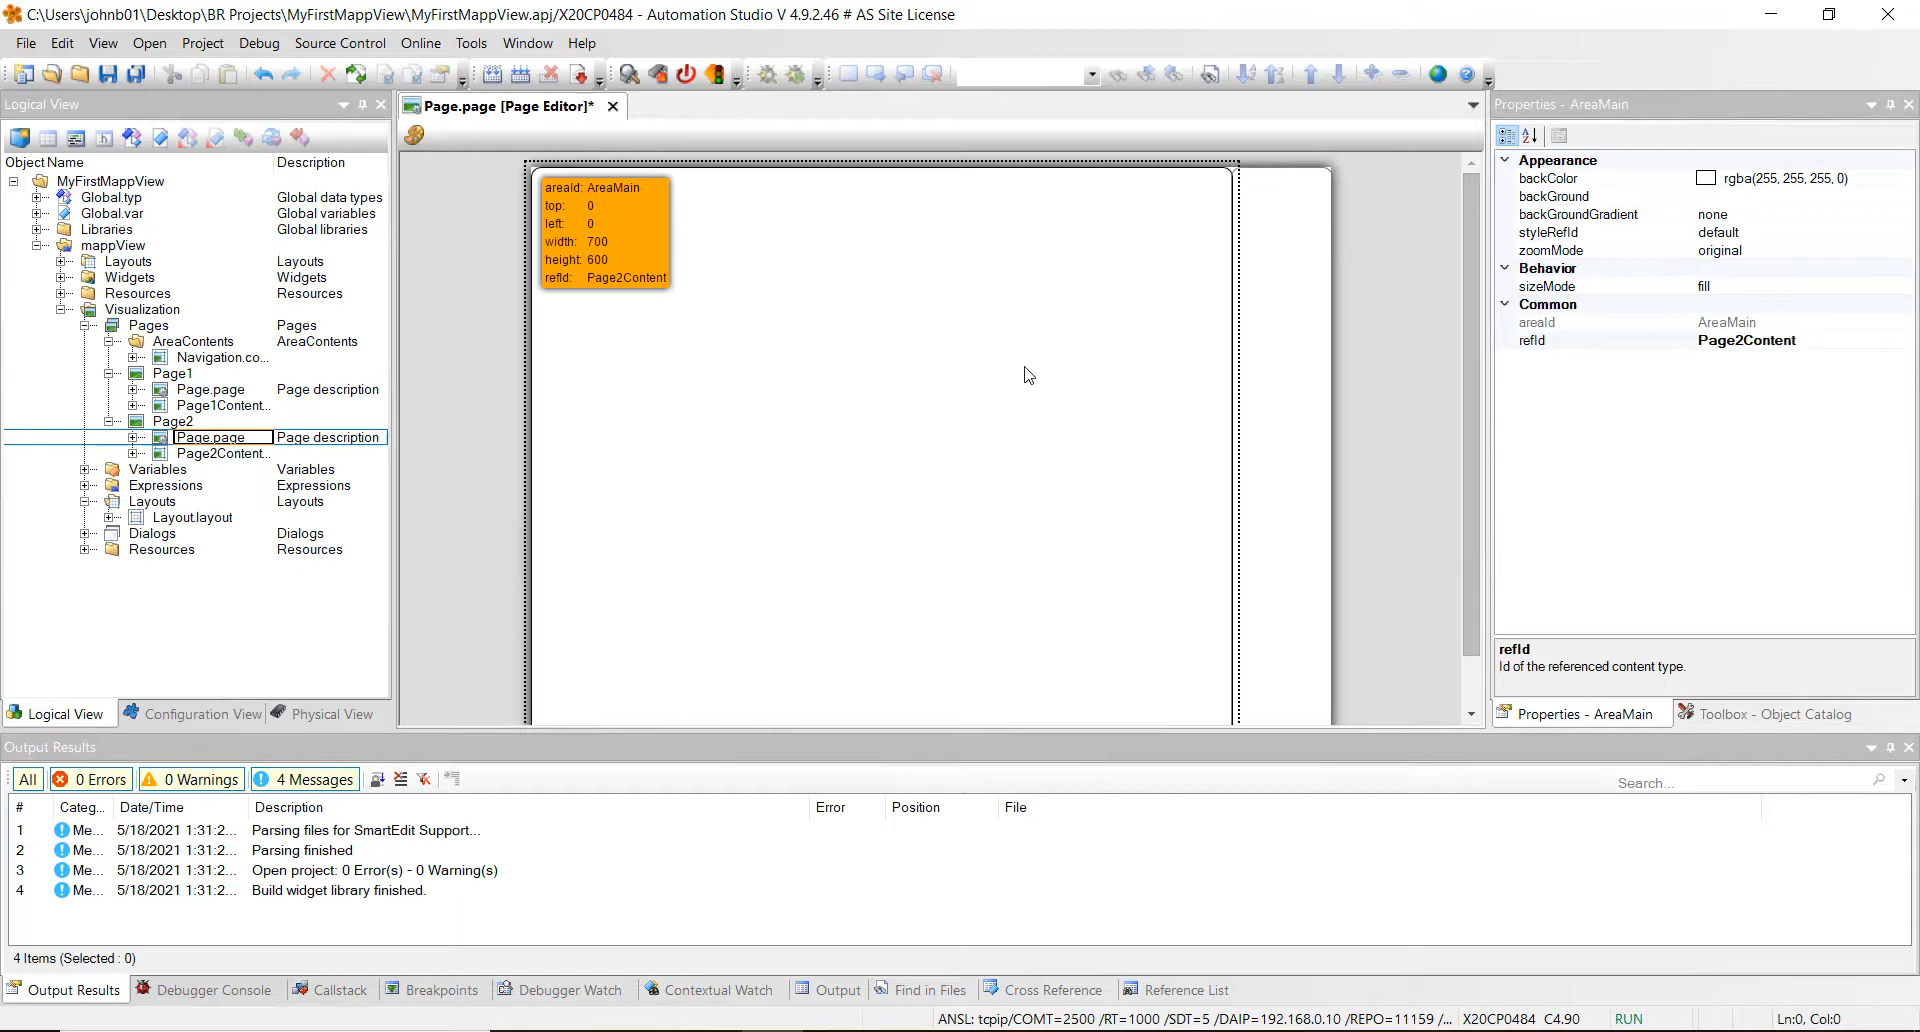 C:\Users\johnb01\Desktop\BR Projects\MyFirstMappView\MyFirstMappView.apj/X20CP0484 - Automation Studio V 4.9.2.46 # AS Site License
File Edit View Open Project Debug Source Control Online Tools Window Help
Logical View
Page.page [Page Editor]*
Properties - AreaMain
Object Name Description
MyFirstMappView
Global.typ Global data types
Global.var Global variables
Libraries Global libraries
mappView
Layouts Layouts
Widgets Widgets
Resources Resources
Visualization
Pages Pages
AreaContents AreaContents
Navigation.co...
Page1
Page.page Page description
Page1Content...
Page2
Page.page Page description
Page2Content...
Variables Variables
Expressions Expressions
Layouts Layouts
Layout.layout
Dialogs Dialogs
Resources Resources
areaId: AreaMain
top: 0
left: 0
width: 700
height: 600
refId: Page2Content
Appearance
backColor rgba(255, 255, 255, 0)
backGround
backGroundGradient none
styleRefId default
zoomMode original
Behavior
sizeMode fill
Common
areaId AreaMain
refId Page2Content
refId
Id of the referenced content type.
Logical View Configuration View Physical View
Properties - AreaMain Toolbox - Object Catalog
Output Results
All 0 Errors 0 Warnings 4 Messages Search...
# Categ... Date/Time Description Error Position File
1 Me... 5/18/2021 1:31:2... Parsing files for SmartEdit Support...
2 Me... 5/18/2021 1:31:2... Parsing finished
3 Me... 5/18/2021 1:31:2... Open project: 0 Error(s) - 0 Warning(s)
4 Me... 5/18/2021 1:31:2... Build widget library finished.
4 Items (Selected : 0)
Output Results Debugger Console Callstack Breakpoints Debugger Watch Contextual Watch Output Find in Files Cross Reference Reference List
ANSL: tcpip/COMT=2500 /RT=1000 /SDT=5 /DAIP=192.168.0.10 /REPO=11159 /... X20CP0484 C4.90 RUN Ln:0, Col:0